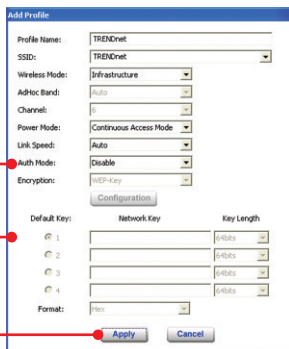 Add Profile
Profile Name: TRENDnet
SSID: TRENDnet
Wireless Mode: Infrastructure
AdHoc Band: Auto
Channel: 6
Power Mode: Continuous Access Mode
Link Speed: Auto
Auth Mode: Disable
Encryption: WEP-Key
Configuration
Default Key: Network Key Key Length
1 64bits
2 64bits
3 64bits
4 64bits
Format: Hex
Apply Cancel